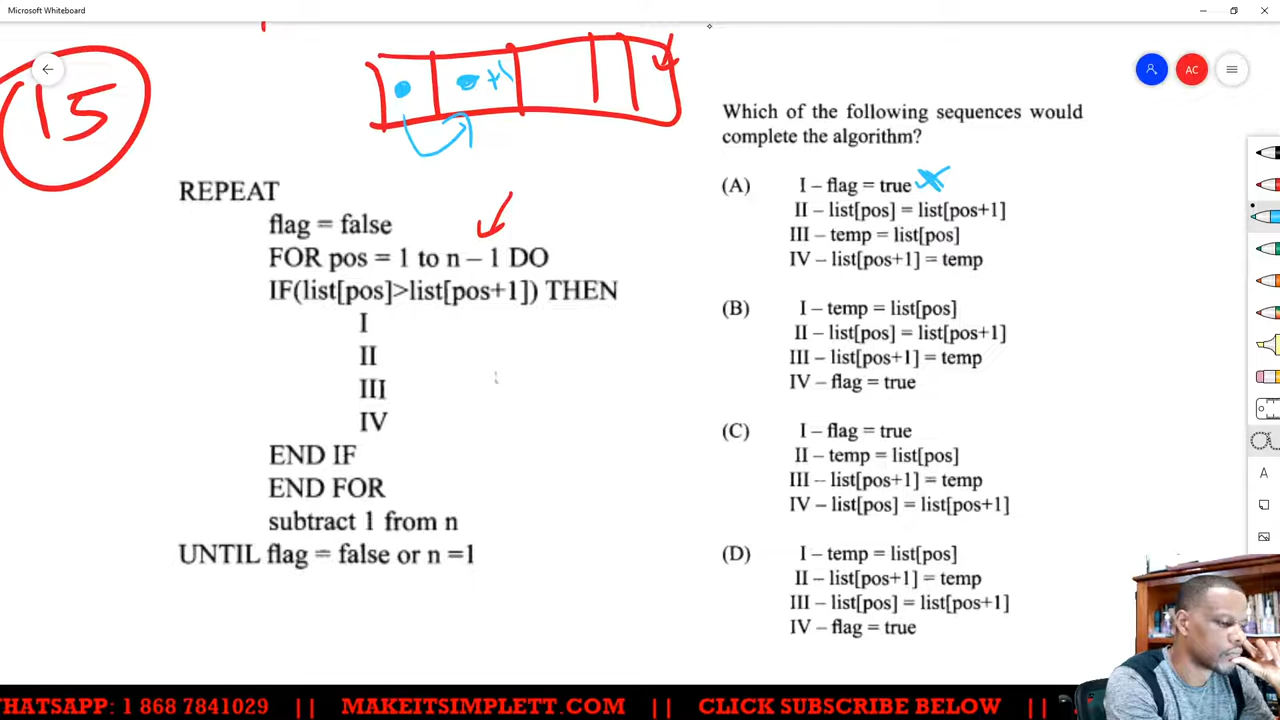 Microsoft Whiteboard
15
+1
AC
REPEAT
flag = false
FOR pos = 1 to n – 1 DO
IF(list[pos]>list[pos+1]) THEN
I
II
III
IV
END IF
END FOR
subtract 1 from n
UNTIL flag = false or n =1
Which of the following sequences would
complete the algorithm?
(A) I – flag = true
II – list[pos] = list[pos+1]
III – temp = list[pos]
IV – list[pos+1] = temp
(B) I – temp = list[pos]
II – list[pos] = list[pos+1]
III – list[pos+1] = temp
IV – flag = true
(C) I – flag = true
II – temp = list[pos]
III – list[pos+1] = temp
IV – list[pos] = list[pos+1]
(D) I – temp = list[pos]
II – list[pos+1] = temp
III – list[pos] = list[pos+1]
IV – flag = true
A
WHATSAPP: 1 868 7841029 || MAKEITSIMPLETT.COM || CLICK SUBSCRIBE BELOW ||